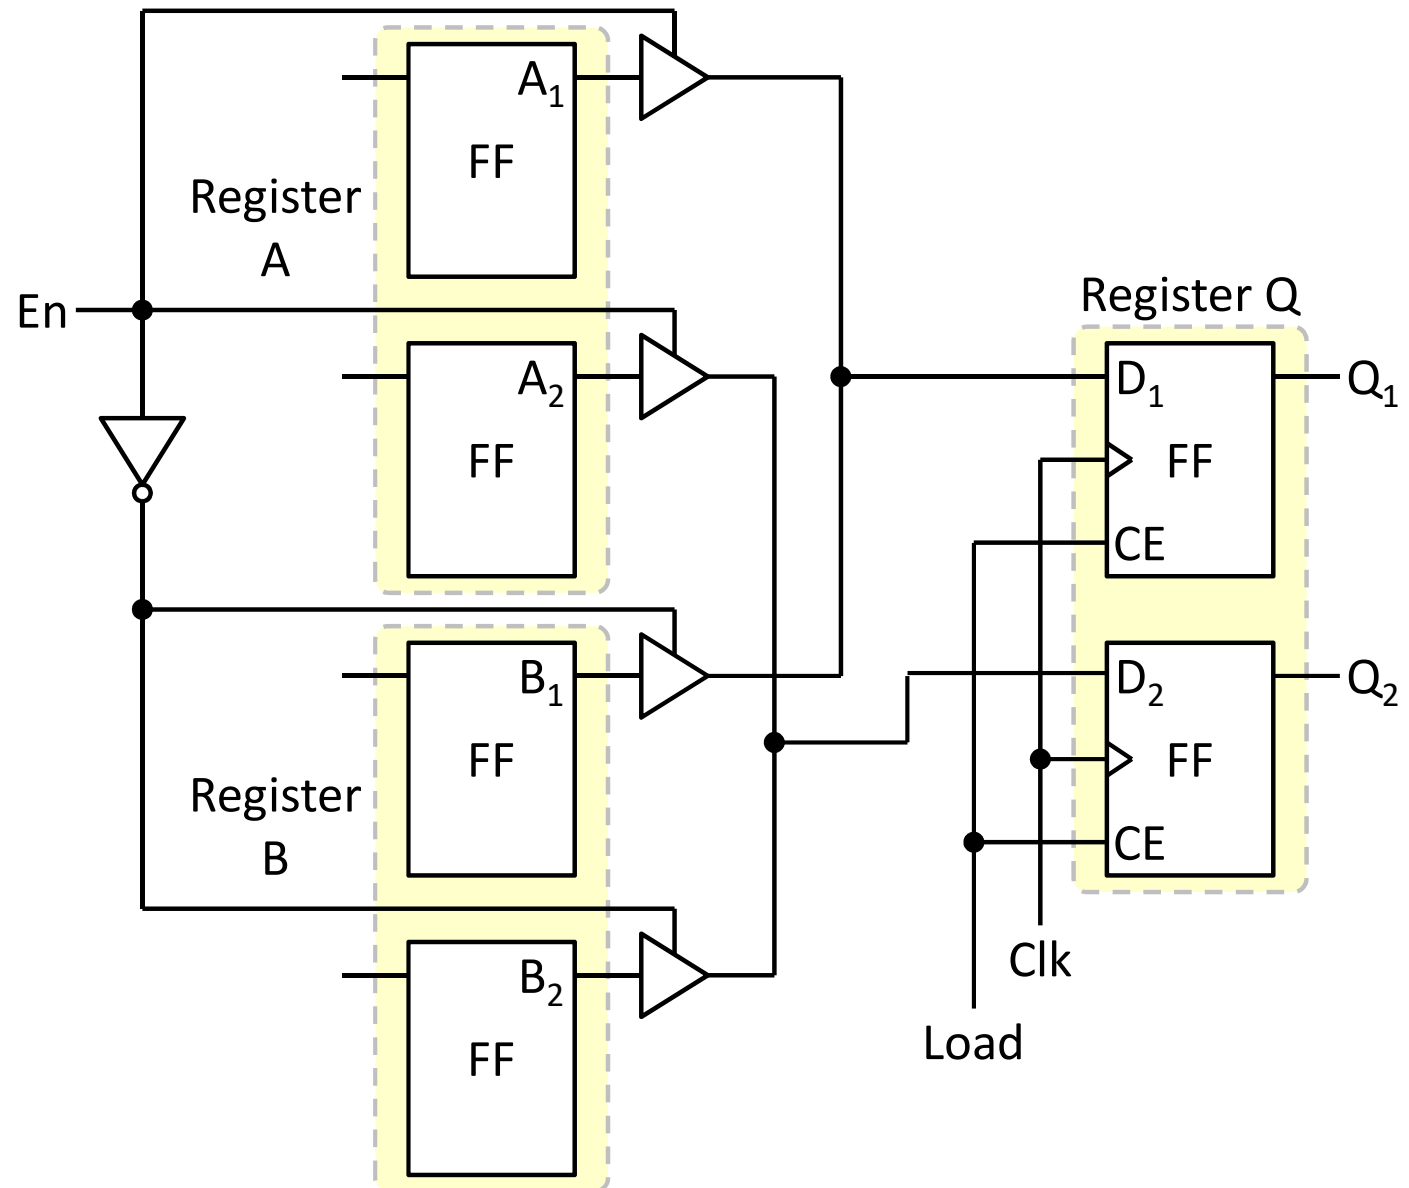 A1
FF
Register
A
En
A2
FF
B1
FF
Register
B
B2
FF
Register Q
D1
FF
CE
Q1
D2
FF
CE
Q2
Clk
Load